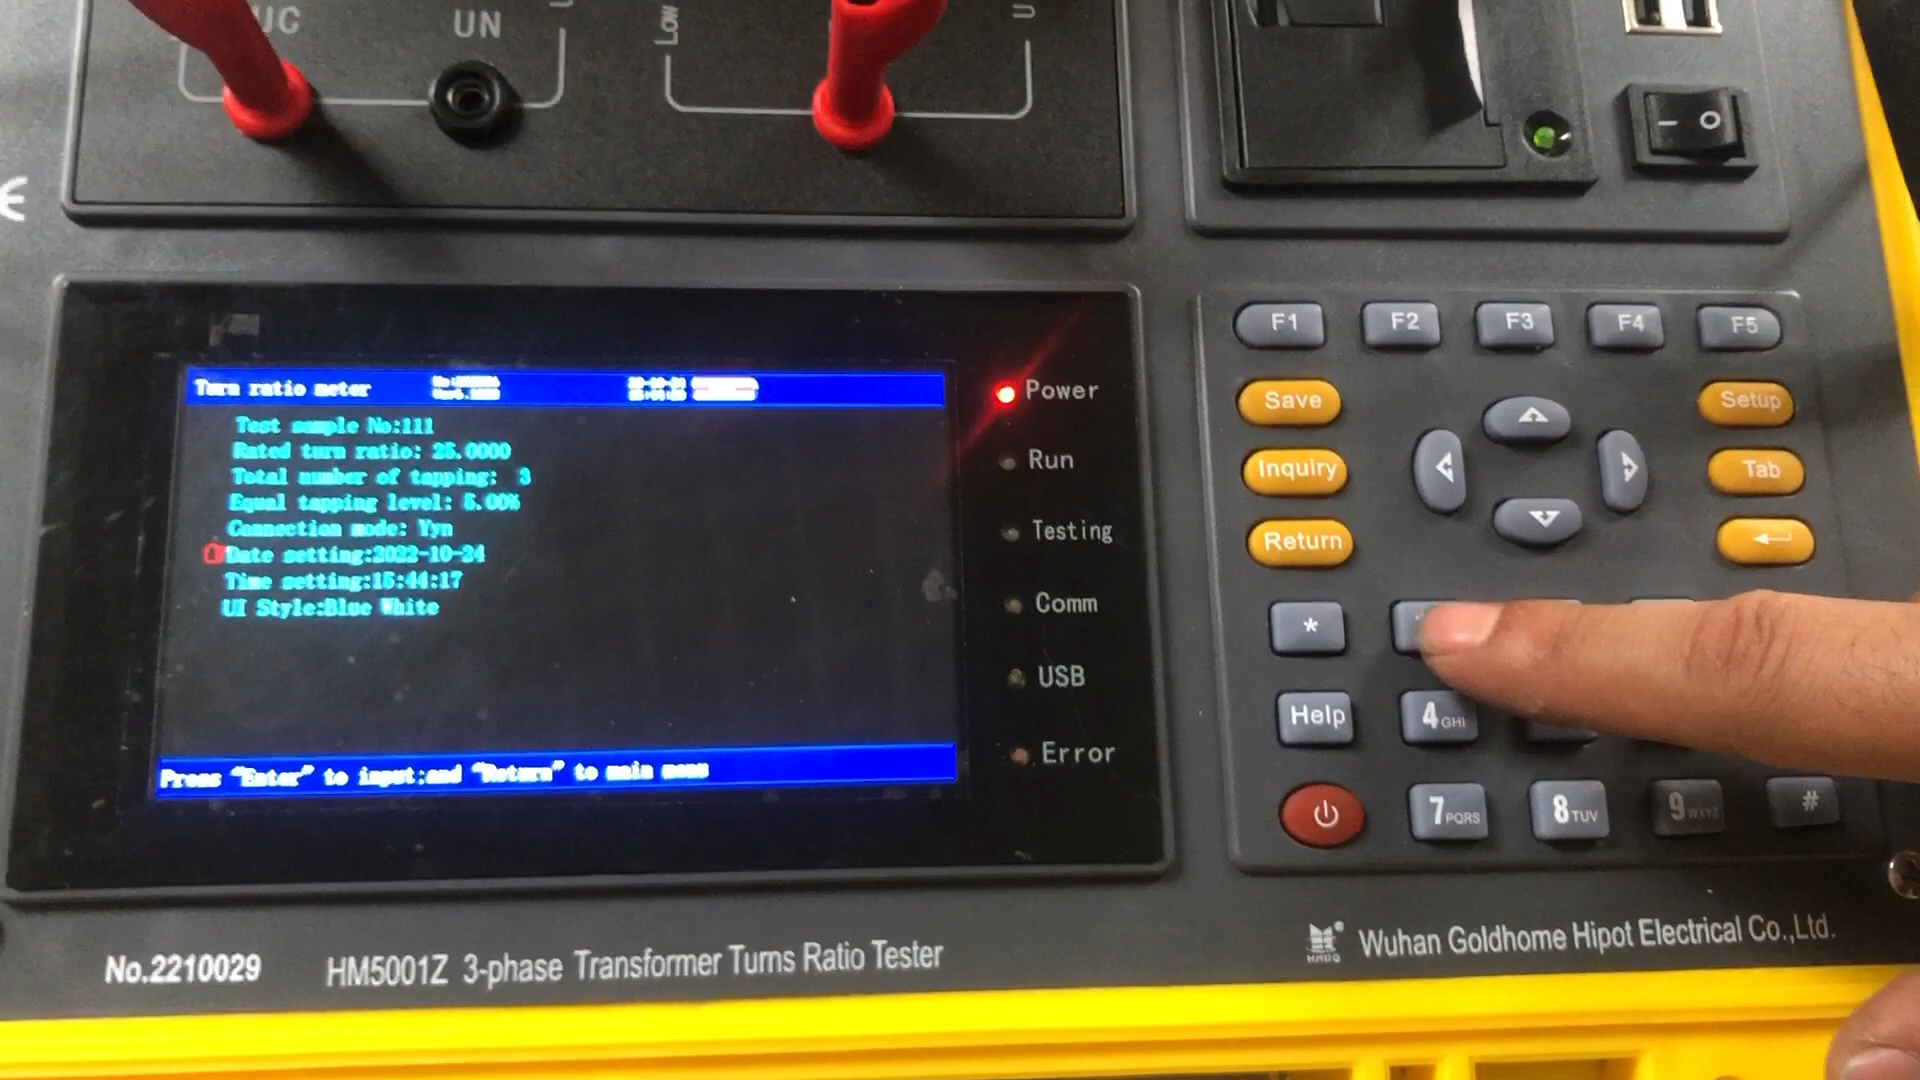 UC
UN
Low
CE
Turn ratio meter
Test sample No:111
Rated turn ratio: 25.0000
Total number of tapping: 3
Equal tapping level: 5.00%
Connection mode: Yyn
Date setting:2022-10-24
Time setting:15:44:17
UI Style:Blue White
Press "Enter" to input;and "Return" to main menu
Power
Run
Testing
Comm
USB
Error
F1 F2 F3 F4 F5
Save Setup
Inquiry Tab
Return
*
Help 4 GHI
7 PQRS 8 TUV 9 WXYZ #
No.2210029 HM5001Z 3-phase Transformer Turns Ratio Tester
Wuhan Goldhome Hipot Electrical Co.,Ltd.